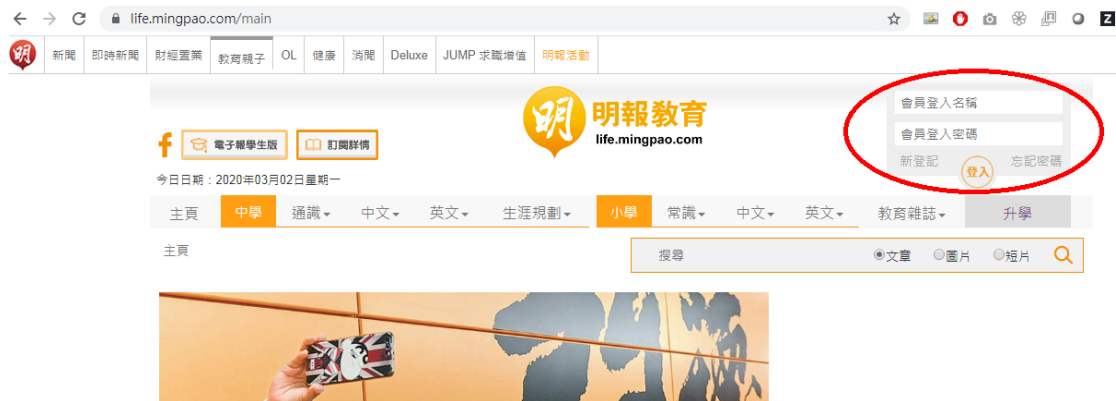 life.mingpao.com/main
明 新聞 即時新聞 財經置業 教育親子 OL 健康 消閒 Deluxe JUMP 求職增值 明報活動
明 明報教育
life.mingpao.com
會員登入名稱
會員登入密碼
新登記 登入 忘記密碼
f 電子報學生版 訂閱詳情
今日日期：2020年03月02日星期一
主頁 中學 通識 中文 英文 生涯規劃 小學 常識 中文 英文 教育雜誌 升學
主頁 搜尋 文章 圖片 短片